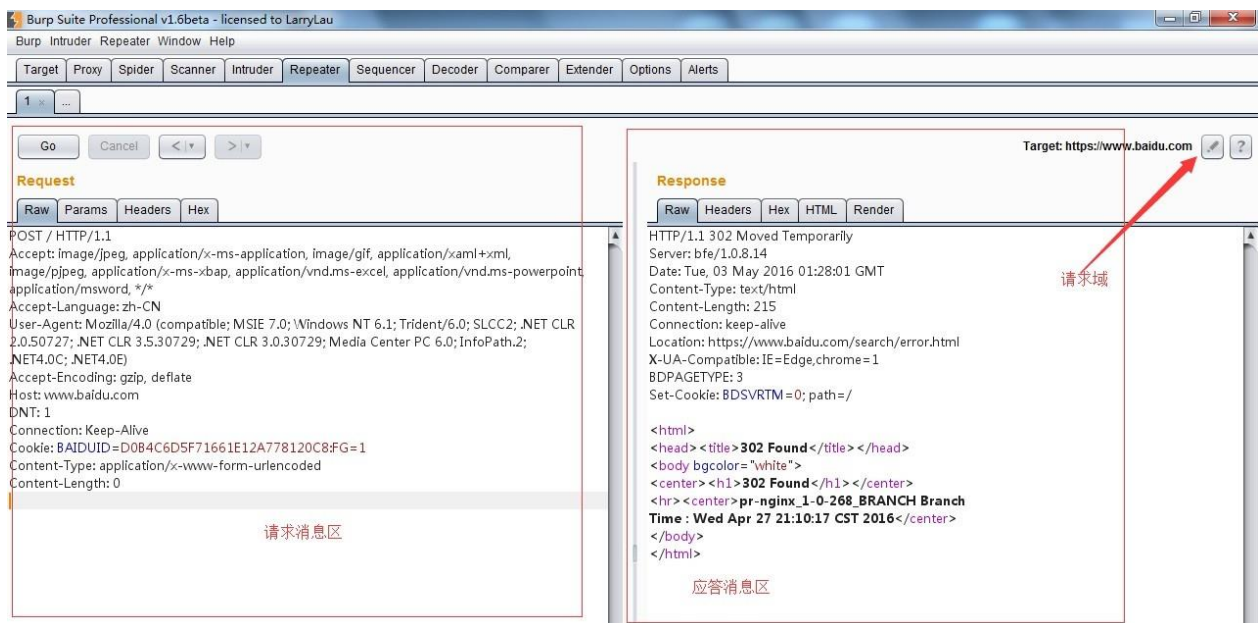 Burp Suite Professional v1.6beta - licensed to LarryLau
Burp Intruder Repeater Window Help
Target Proxy Spider Scanner Intruder Repeater Sequencer Decoder Comparer Extender Options Alerts
1 × ...
Go Cancel < > Target: https://www.baidu.com ?
Request
Raw Params Headers Hex
POST / HTTP/1.1
Accept: image/jpeg, application/x-ms-application, image/gif, application/xaml+xml,
image/pjpeg, application/x-ms-xbap, application/vnd.ms-excel, application/vnd.ms-powerpoint,
application/msword, */*
Accept-Language: zh-CN
User-Agent: Mozilla/4.0 (compatible; MSIE 7.0; Windows NT 6.1; Trident/6.0; SLCC2; .NET CLR
2.0.50727; .NET CLR 3.5.30729; .NET CLR 3.0.30729; Media Center PC 6.0; InfoPath.2;
.NET4.0C; .NET4.0E)
Accept-Encoding: gzip, deflate
Host: www.baidu.com
DNT: 1
Connection: Keep-Alive
Cookie: BAIDUID=D0B4C6D5F71661E12A778120C8:FG=1
Content-Type: application/x-www-form-urlencoded
Content-Length: 0
请求消息区
Response
Raw Headers Hex HTML Render
HTTP/1.1 302 Moved Temporarily
Server: bfe/1.0.8.14
Date: Tue, 03 May 2016 01:28:01 GMT
Content-Type: text/html
Content-Length: 215
Connection: keep-alive
Location: https://www.baidu.com/search/error.html
X-UA-Compatible: IE=Edge,chrome=1
BDPAGETYPE: 3
Set-Cookie: BDSVRTM=0; path=/
请求域
<html>
<head><title>302 Found</title></head>
<body bgcolor="white">
<center><h1>302 Found</h1></center>
<hr><center>pr-nginx_1-0-268_BRANCH Branch
Time : Wed Apr 27 21:10:17 CST 2016</center>
</body>
</html>
应答消息区